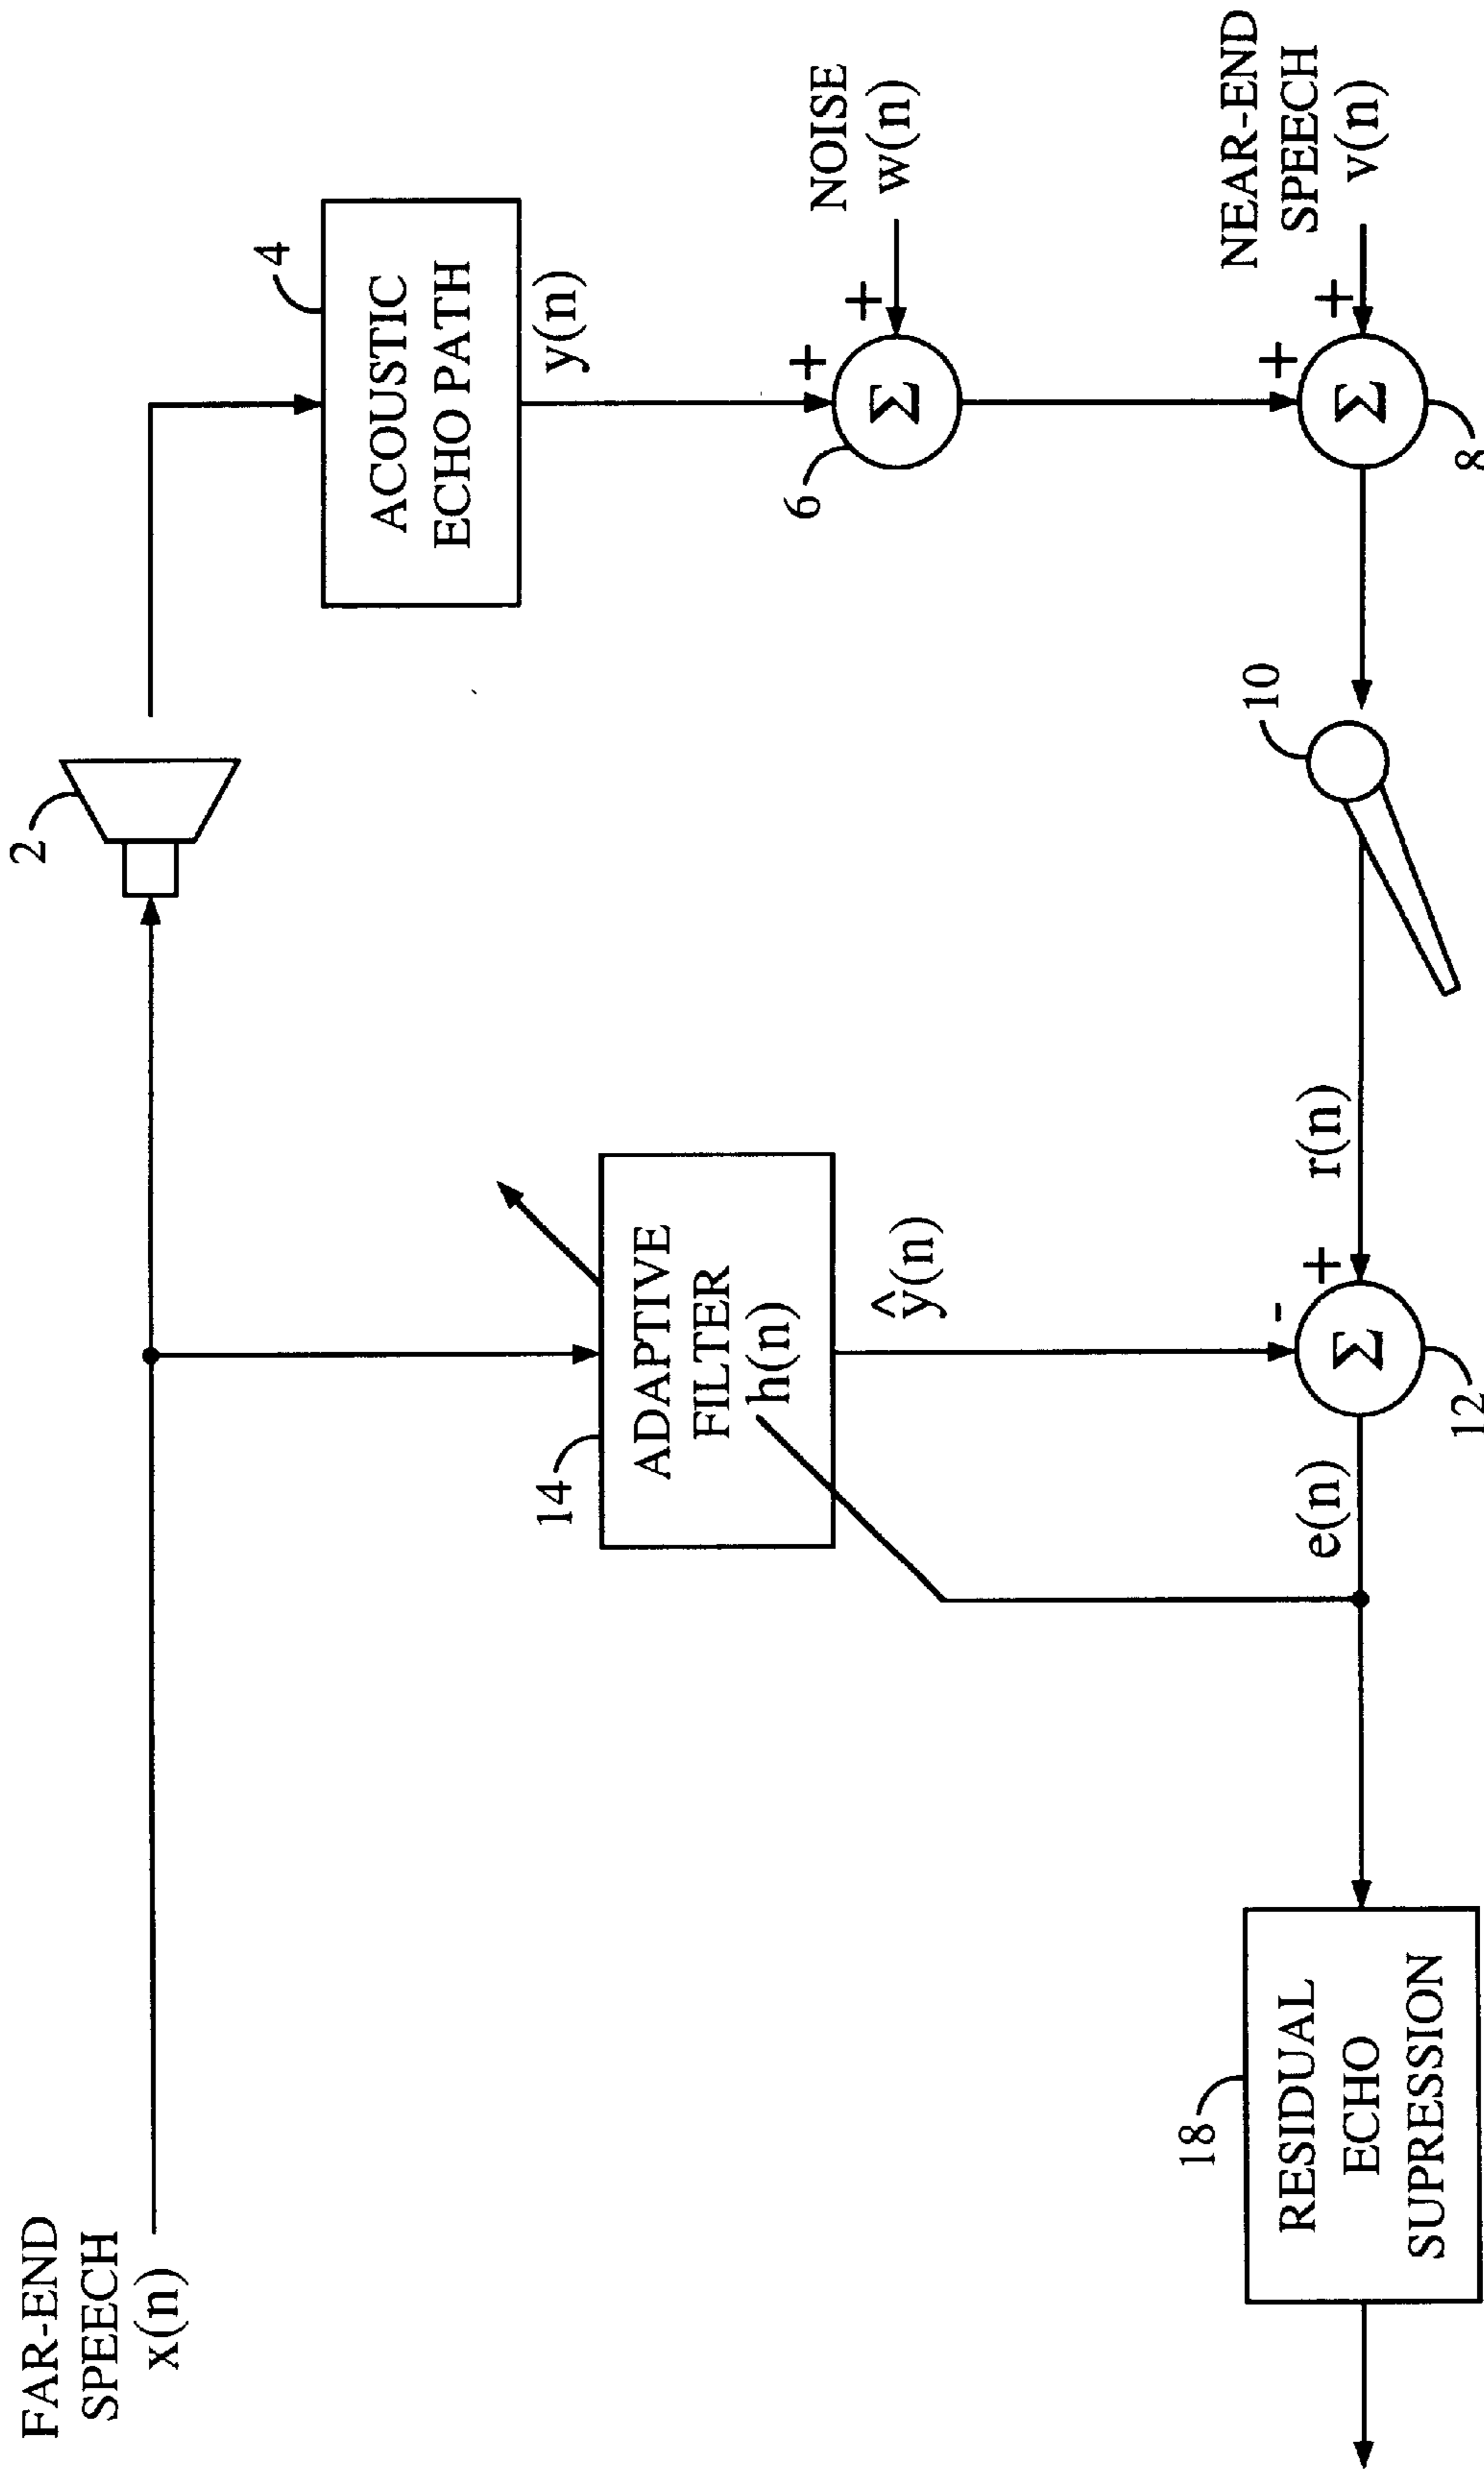 FAR-END
SPEECH
x(n)
2
4
ACOUSTIC
ECHO PATH
y(n)
14
ADAPTIVE
FILTER
h(n)
ŷ(n)
6
Σ
+
+
NOISE
w(n)
18
RESIDUAL
ECHO
SUPRESSION
e(n)
-
+
Σ
12
r(n)
10
+
+
Σ
8
NEAR-END
SPEECH
v(n)